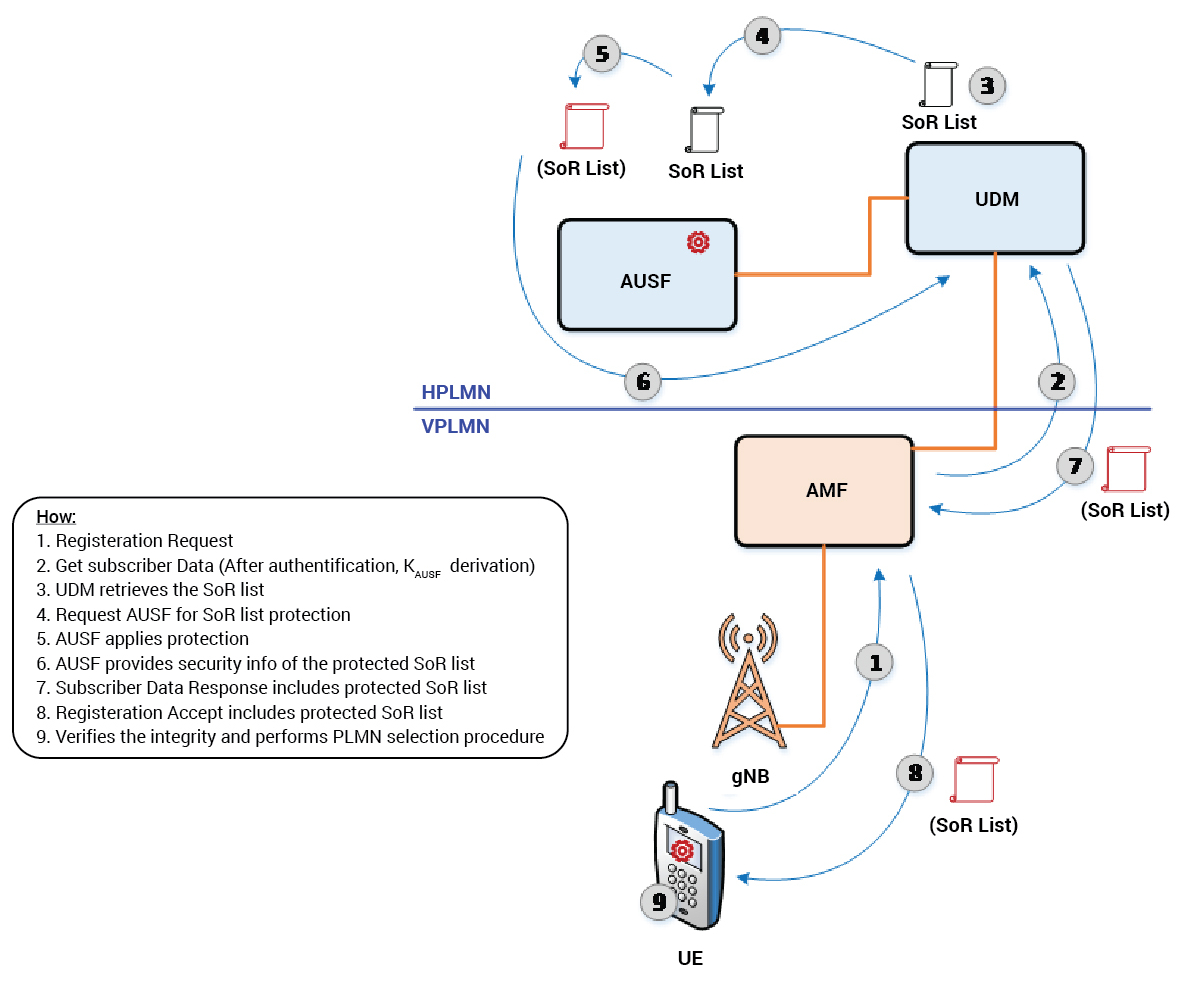 5
4
3
SoR List
(SoR List)
SoR List
UDM
AUSF
6
2
HPLMN
VPLMN
7
AMF
(SoR List)
How:
1. Registeration Request
2. Get subscriber Data (After authentification, KAUSF derivation)
3. UDM retrieves the SoR list
4. Request AUSF for SoR list protection
5. AUSF applies protection
6. AUSF provides security info of the protected SoR list
7. Subscriber Data Response includes protected SoR list
8. Registeration Accept includes protected SoR list
9. Verifies the integrity and performs PLMN selection procedure
1
gNB
8
(SoR List)
9
UE